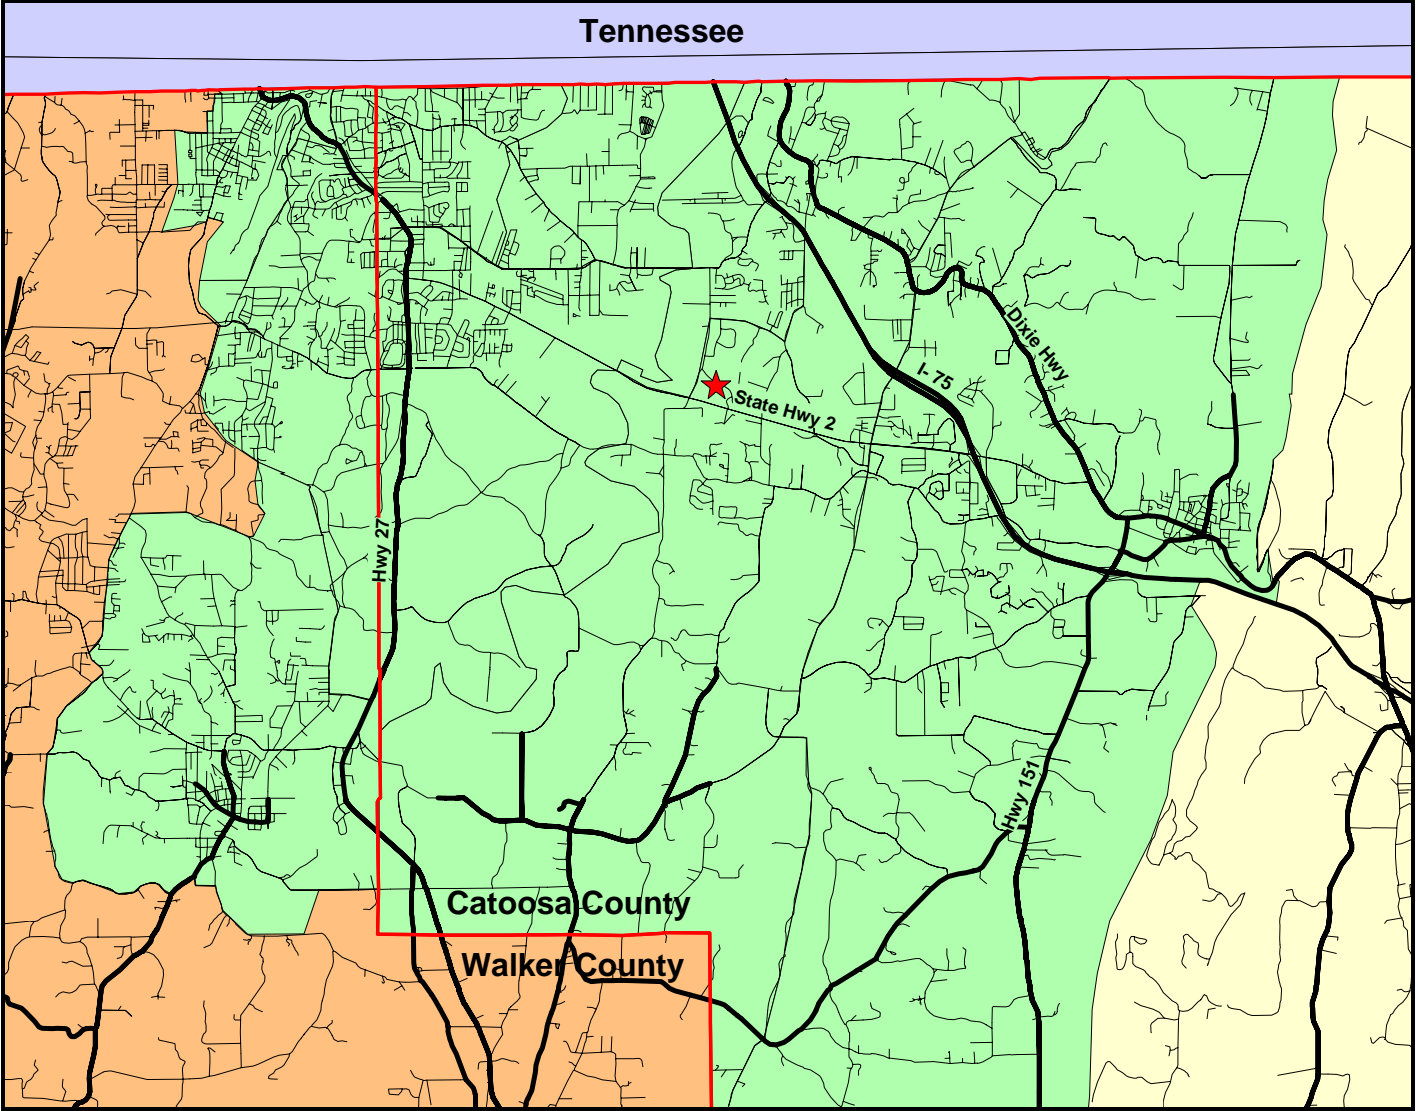 Tennessee
Dixie Hwy
I- 75
State Hwy 2
Hwy 27
Hwy 151
Catoosa County
Walker County